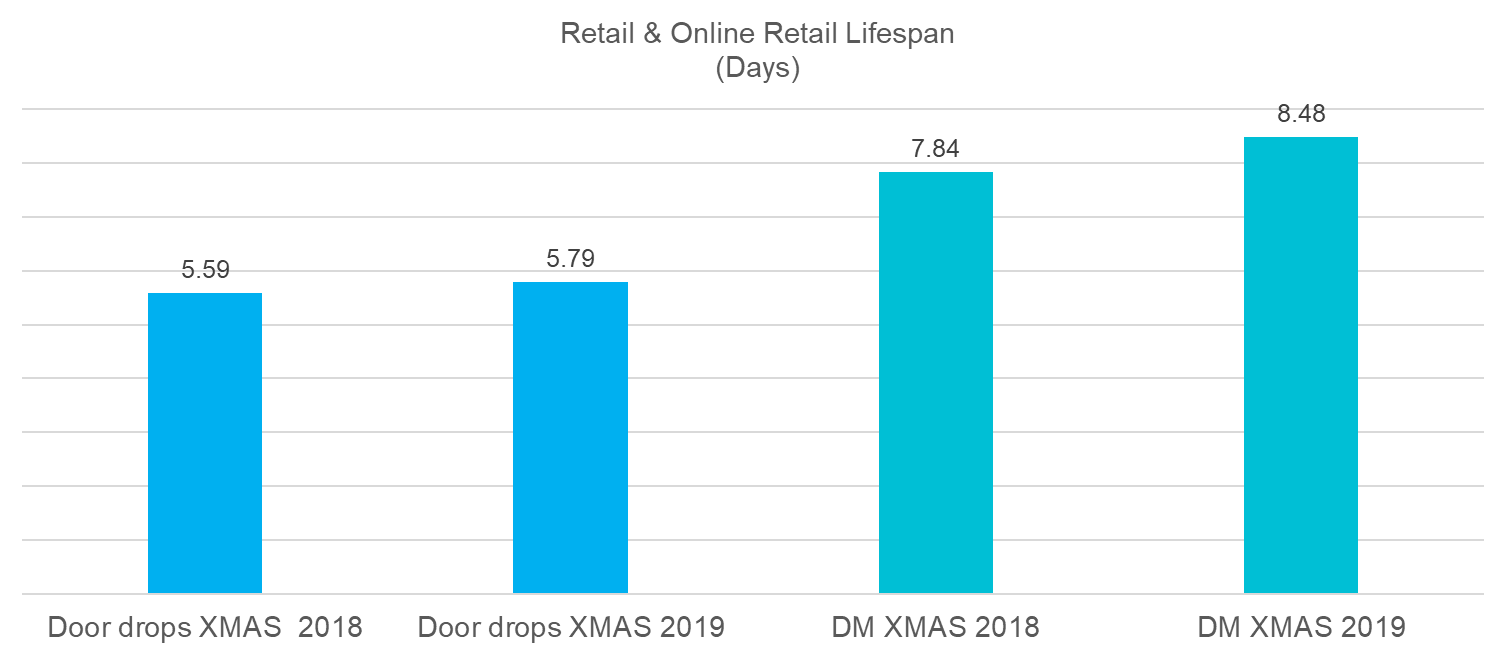 Retail & Online Retail Lifespan
(Days)
5.59
5.79
7.84
8.48
Door drops XMAS  2018
Door drops XMAS 2019
DM XMAS 2018
DM XMAS 2019